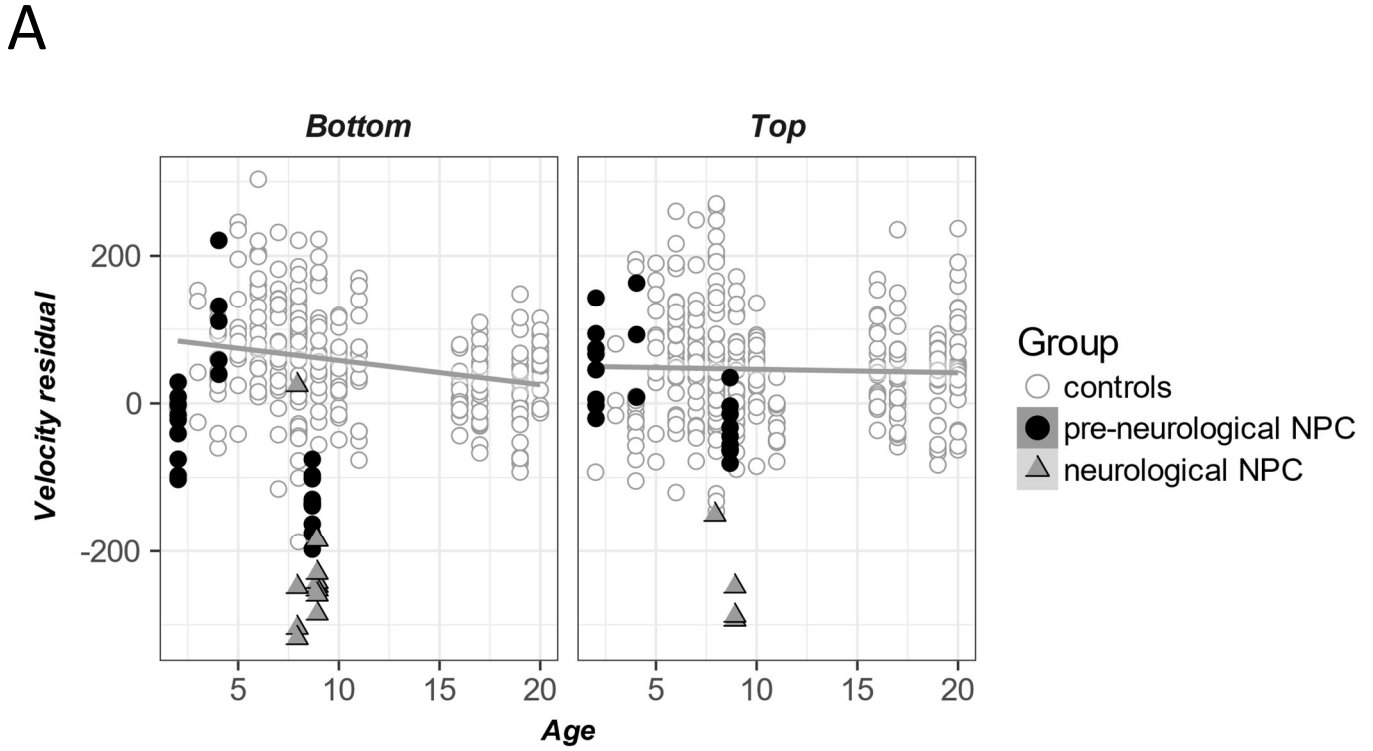 A
Bottom
Top
Velocity residual
200
0
-200
5 10 15 20
5 10 15 20
Age
Group
controls
pre-neurological NPC
neurological NPC